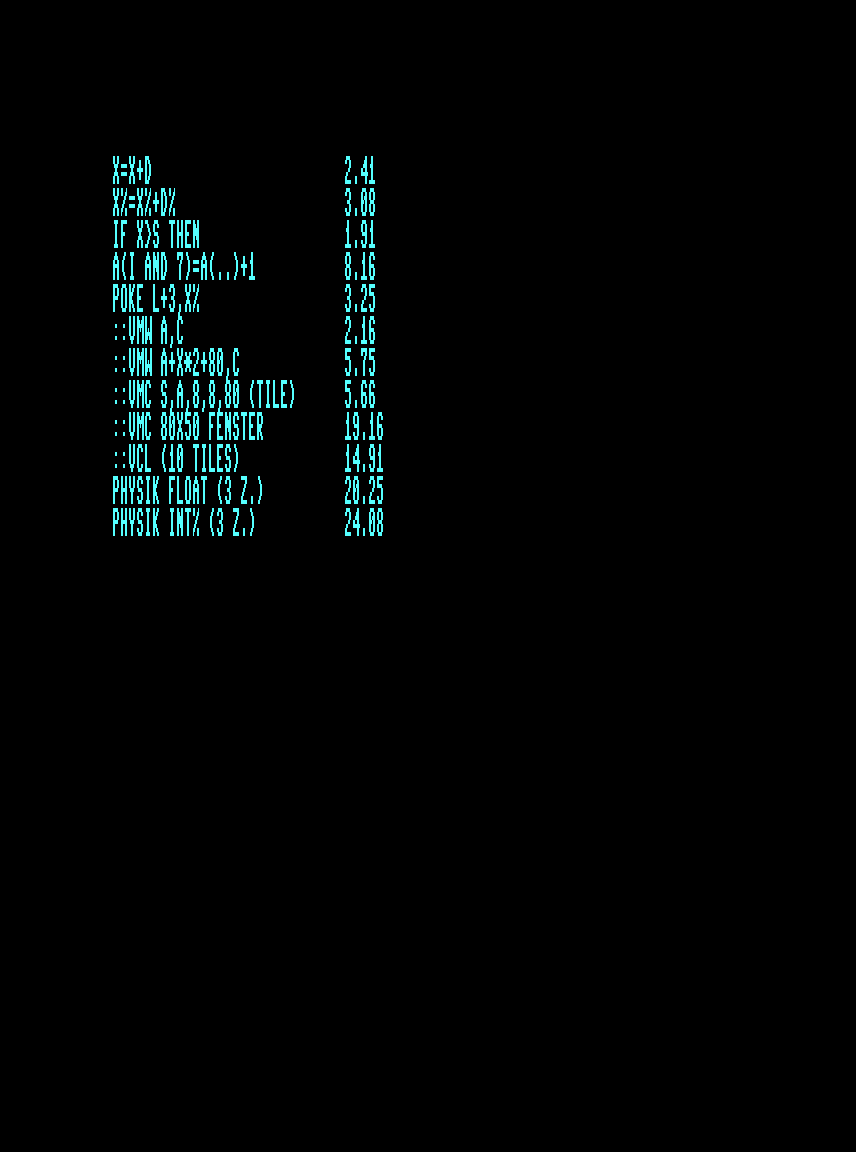 X=X+D 2.41
X%=X%+D% 3.08
IF X>S THEN 1.91
A(I AND 7)=A(..)+1 8.16
POKE L+3,X% 3.25
::VMW A,C 2.16
::VMW A+X*2+80,C 5.75
::VMC S,A,8,8,80 (TILE) 5.66
::VMC 80X50 FENSTER 19.16
::VCL (10 TILES) 14.91
PHYSIK FLOAT (3 Z.) 20.25
PHYSIK INT% (3 Z.) 24.08